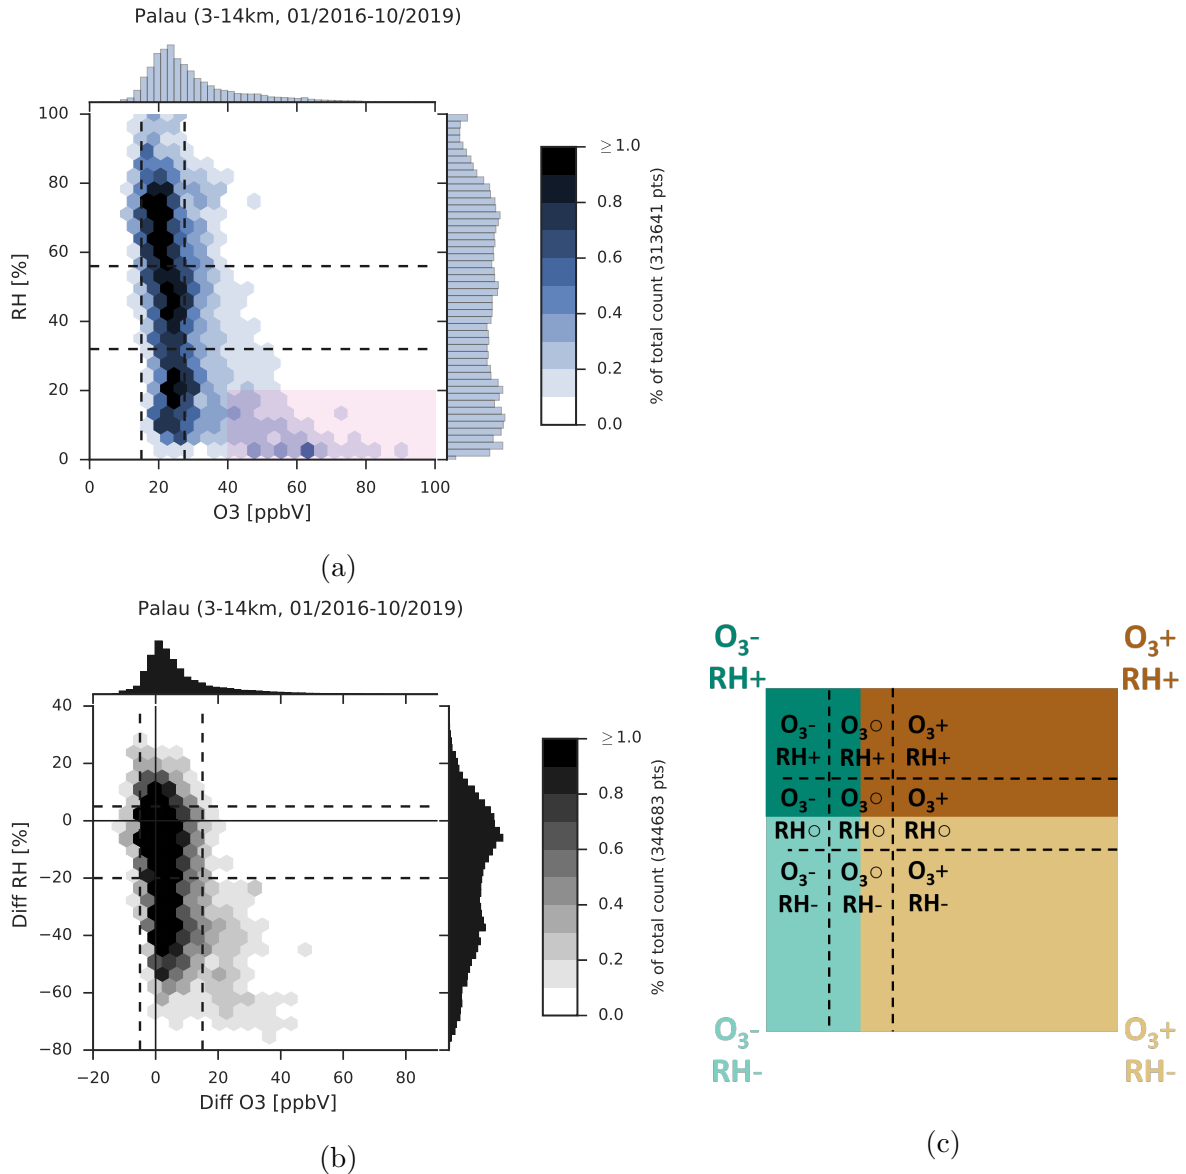 Palau (3-14km, 01/2016-10/2019)
100
80
60
40
20
0
RH [%]
0 20 40 60 80 100
O3 [ppbV]
≥1.0
0.8
0.6
0.4
0.2
0.0
% of total count (313641 pts)
(a)
Palau (3-14km, 01/2016-10/2019)
40
20
0
−20
−40
−60
−80
Diff RH [%]
−20 0 20 40 60 80
Diff O3 [ppbV]
≥1.0
0.8
0.6
0.4
0.2
0.0
% of total count (344683 pts)
(b)
O₃- O₃+
RH+ RH+
O₃- O₃○ O₃+
RH+ RH+ RH+
O₃- O₃○ O₃+
RH○ RH○ RH○
O₃- O₃○ O₃+
RH- RH- RH-
O₃- O₃+
RH- RH-
(c)